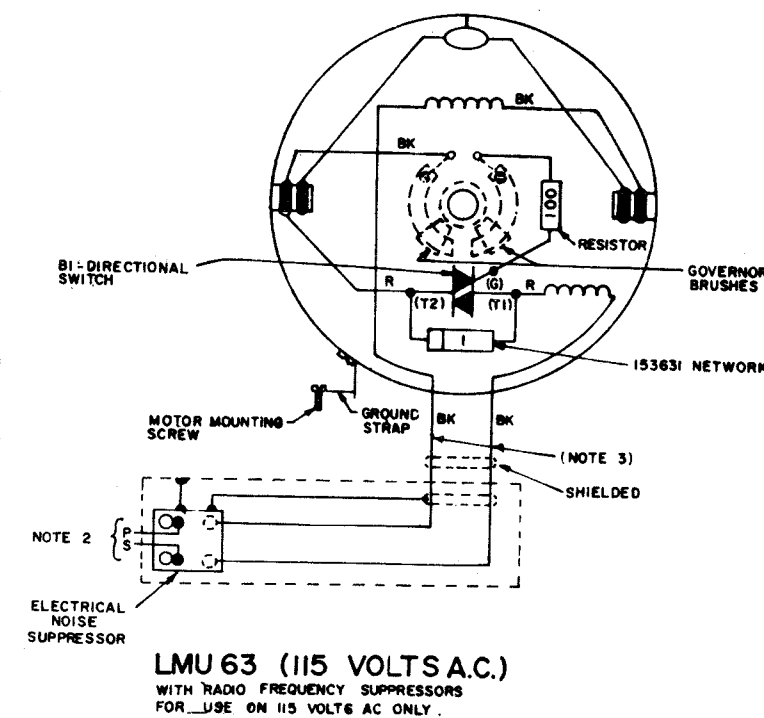 BK
BK
100
RESISTOR
BI-DIRECTIONAL
SWITCH
GOVERNOR
BRUSHES
R
(T2)
(G)
R
(T1)
1
153631 NETWORK
MOTOR MOUNTING
SCREW
GROUND
STRAP
BK
BK
(NOTE 3)
SHIELDED
NOTE 2
P
S
ELECTRICAL
NOISE
SUPPRESSOR
LMU 63 (115 VOLTS A.C.)
WITH RADIO FREQUENCY SUPPRESSORS
FOR USE ON 115 VOLTS AC ONLY.